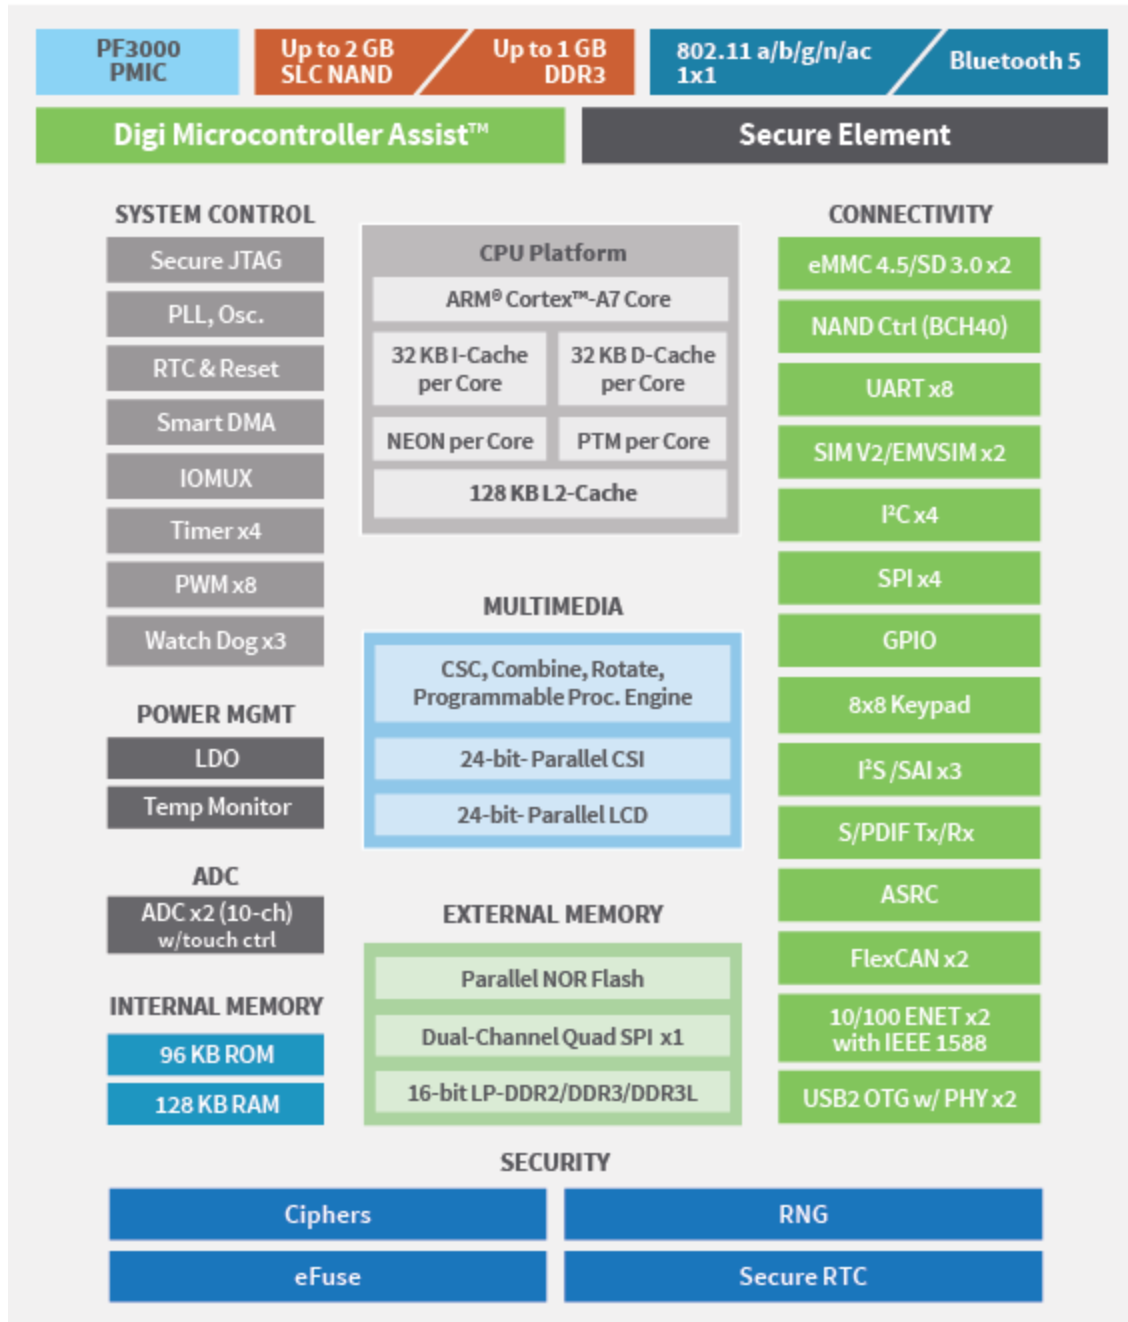 PF3000
PMIC
Up to 2 GB
SLC NAND
Up to 1 GB
DDR3
802.11 a/b/g/n/ac
1x1
Bluetooth 5
Digi Microcontroller Assist™
Secure Element
SYSTEM CONTROL
Secure JTAG
PLL, Osc.
RTC & Reset
Smart DMA
IOMUX
Timer x4
PWM x8
Watch Dog x3
POWER MGMT
LDO
Temp Monitor
ADC
ADC x2 (10-ch)
w/touch ctrl
INTERNAL MEMORY
96 KB ROM
128 KB RAM
CPU Platform
ARM® Cortex™-A7 Core
32 KB I-Cache
per Core
32 KB D-Cache
per Core
NEON per Core
PTM per Core
128 KB L2-Cache
MULTIMEDIA
CSC, Combine, Rotate,
Programmable Proc. Engine
24-bit- Parallel CSI
24-bit- Parallel LCD
EXTERNAL MEMORY
Parallel NOR Flash
Dual-Channel Quad SPI x1
16-bit LP-DDR2/DDR3/DDR3L
CONNECTIVITY
eMMC 4.5/SD 3.0 x2
NAND Ctrl (BCH40)
UART x8
SIM V2/EMVSIM x2
I²C x4
SPI x4
GPIO
8x8 Keypad
I²S /SAI x3
S/PDIF Tx/Rx
ASRC
FlexCAN x2
10/100 ENET x2
with IEEE 1588
USB2 OTG w/ PHY x2
SECURITY
Ciphers
RNG
eFuse
Secure RTC